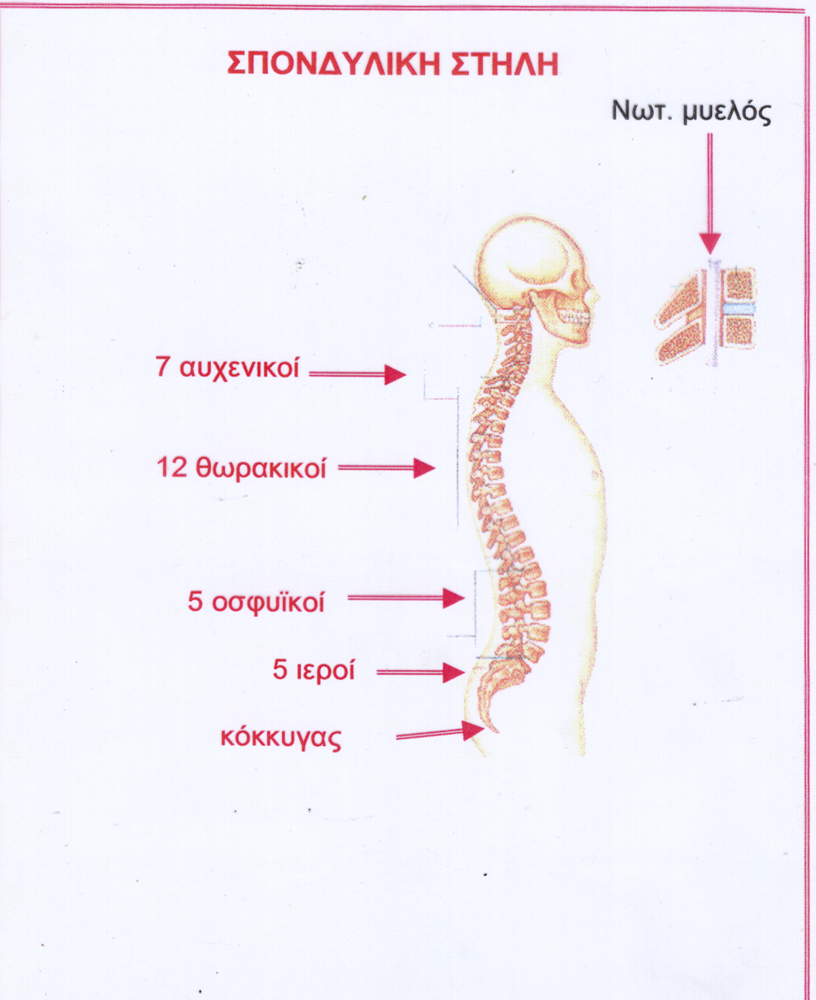 ΣΠΟΝΔΥΛΙΚΗ ΣΤΗΛΗ
Νωτ. μυελός
7 αυχενικοί
12 θωρακικοί
5 οσφυϊκοί
5 ιεροί
κόκκυγας